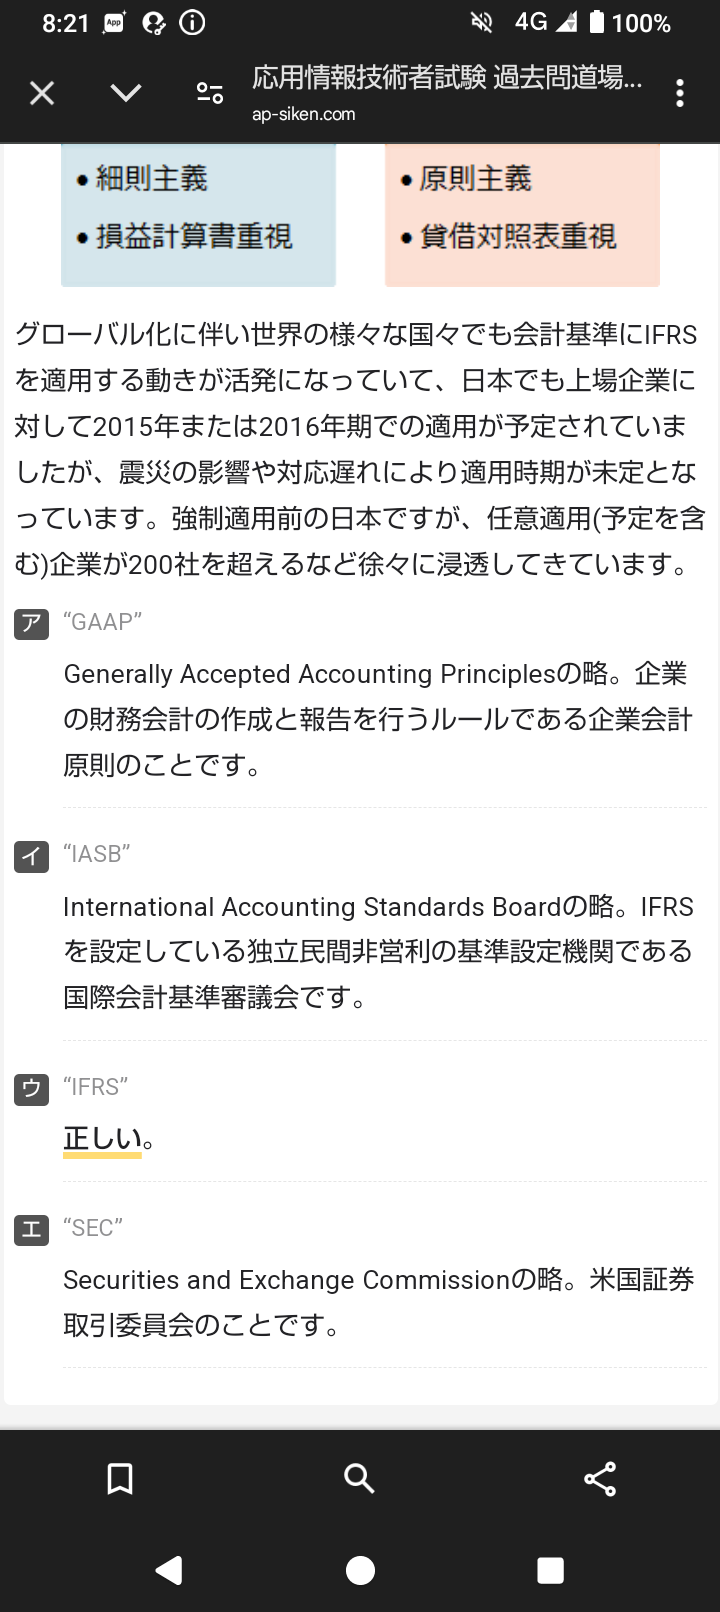 8:21 App 4G 100%
応用情報技術者試験 過去問道場...
ap-siken.com
● 細則主義
● 原則主義
● 損益計算書重視
● 貸借対照表重視
グローバル化に伴い世界の様々な国々でも会計基準にIFRS
を適用する動きが活発になっていて、日本でも上場企業に
対して2015年または2016年期での適用が予定されていま
したが、震災の影響や対応遅れにより適用時期が未定とな
っています。強制適用前の日本ですが、任意適用(予定を含
む)企業が200社を超えるなど徐々に浸透してきています。
ア “GAAP”
Generally Accepted Accounting Principlesの略。企業
の財務会計の作成と報告を行うルールである企業会計
原則のことです。
イ “IASB”
International Accounting Standards Boardの略。IFRS
を設定している独立民間非営利の基準設定機関である
国際会計基準審議会です。
ウ “IFRS”
正しい。
エ “SEC”
Securities and Exchange Commissionの略。米国証券
取引委員会のことです。